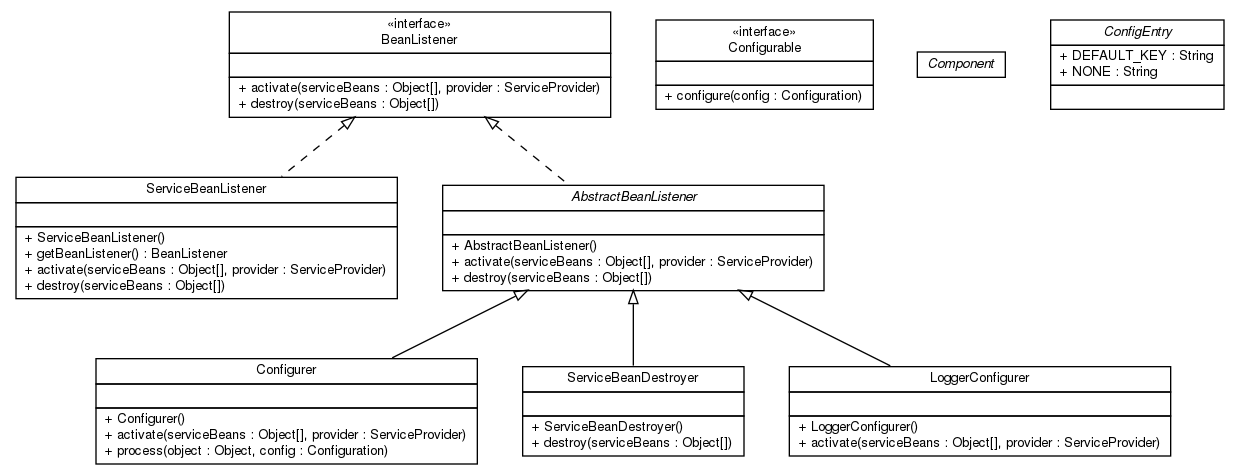 «interface»
BeanListener
+ activate(serviceBeans : Object[], provider : ServiceProvider)
+ destroy(serviceBeans : Object[])
«interface»
Configurable
+ configure(config : Configuration)
Component
ConfigEntry
+ DEFAULT_KEY : String
+ NONE : String
ServiceBeanListener
+ ServiceBeanListener()
+ getBeanListener() : BeanListener
+ activate(serviceBeans : Object[], provider : ServiceProvider)
+ destroy(serviceBeans : Object[])
AbstractBeanListener
+ AbstractBeanListener()
+ activate(serviceBeans : Object[], provider : ServiceProvider)
+ destroy(serviceBeans : Object[])
Configurer
+ Configurer()
+ activate(serviceBeans : Object[], provider : ServiceProvider)
+ process(object : Object, config : Configuration)
ServiceBeanDestroyer
+ ServiceBeanDestroyer()
+ destroy(serviceBeans : Object[])
LoggerConfigurer
+ LoggerConfigurer()
+ activate(serviceBeans : Object[], provider : ServiceProvider)